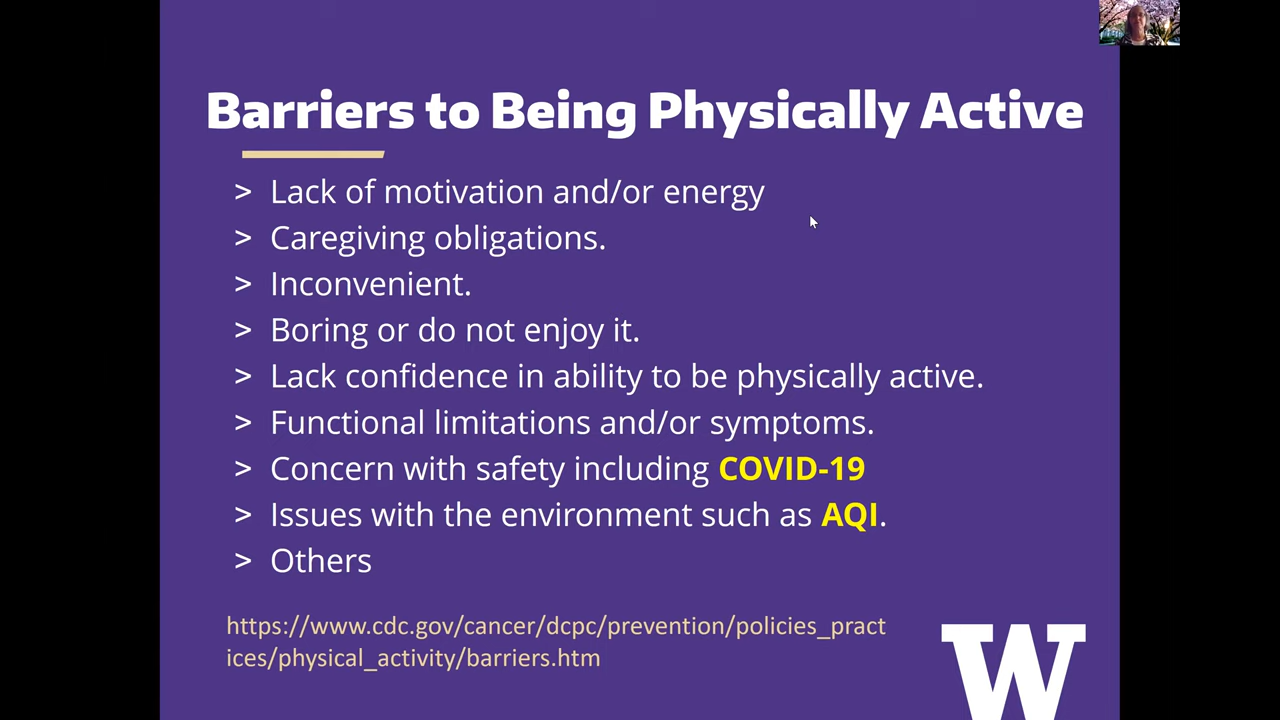 Barriers to Being Physically Active
> Lack of motivation and/or energy
> Caregiving obligations.
> Inconvenient.
> Boring or do not enjoy it.
> Lack confidence in ability to be physically active.
> Functional limitations and/or symptoms.
> Concern with safety including COVID-19
> Issues with the environment such as AQI.
> Others
https://www.cdc.gov/cancer/dcpc/prevention/policies_pract
ices/physical_activity/barriers.htm
W